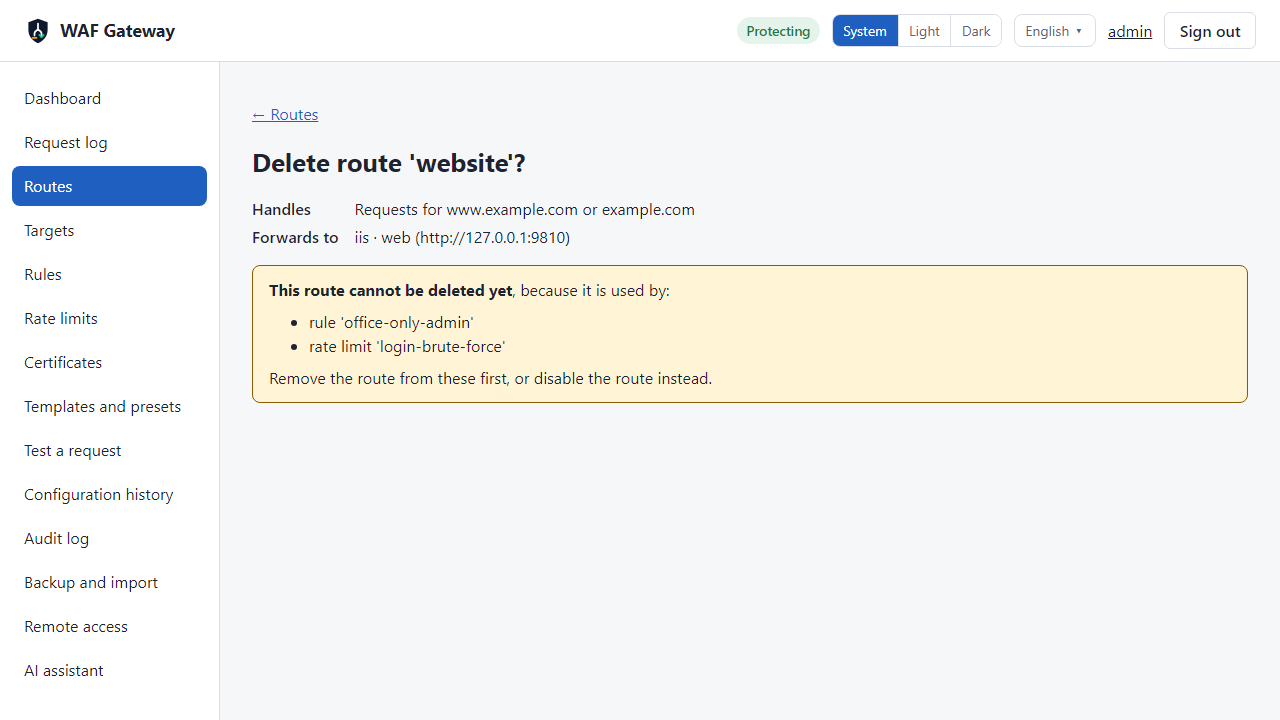 WAF Gateway
Protecting
System
Light
Dark
English ▼
admin
Sign out
Dashboard
Request log
Routes
Targets
Rules
Rate limits
Certificates
Templates and presets
Test a request
Configuration history
Audit log
Backup and import
Remote access
AI assistant
← Routes
Delete route 'website'?
Handles Requests for www.example.com or example.com
Forwards to iis · web (http://127.0.0.1:9810)
This route cannot be deleted yet, because it is used by:
• rule 'office-only-admin'
• rate limit 'login-brute-force'
Remove the route from these first, or disable the route instead.